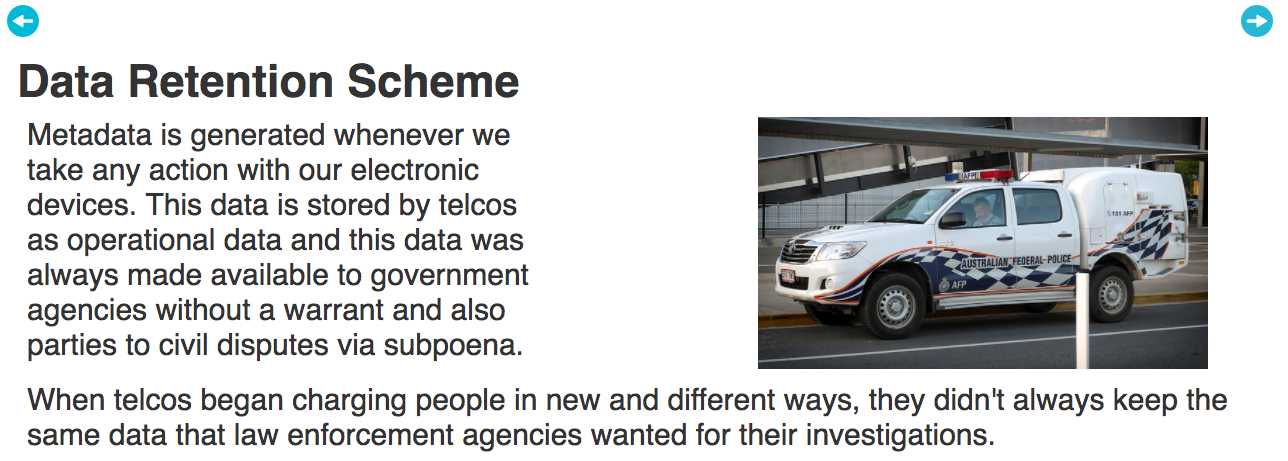 Data Retention Scheme
Metadata is generated whenever we
take any action with our electronic
devices. This data is stored by telcos
as operational data and this data was
always made available to government
agencies without a warrant and also
parties to civil disputes via subpoena.
AFP
131 AFP
AUSTRALIAN FEDERAL POLICE
AFP
When telcos began charging people in new and different ways, they didn't always keep the
same data that law enforcement agencies wanted for their investigations.